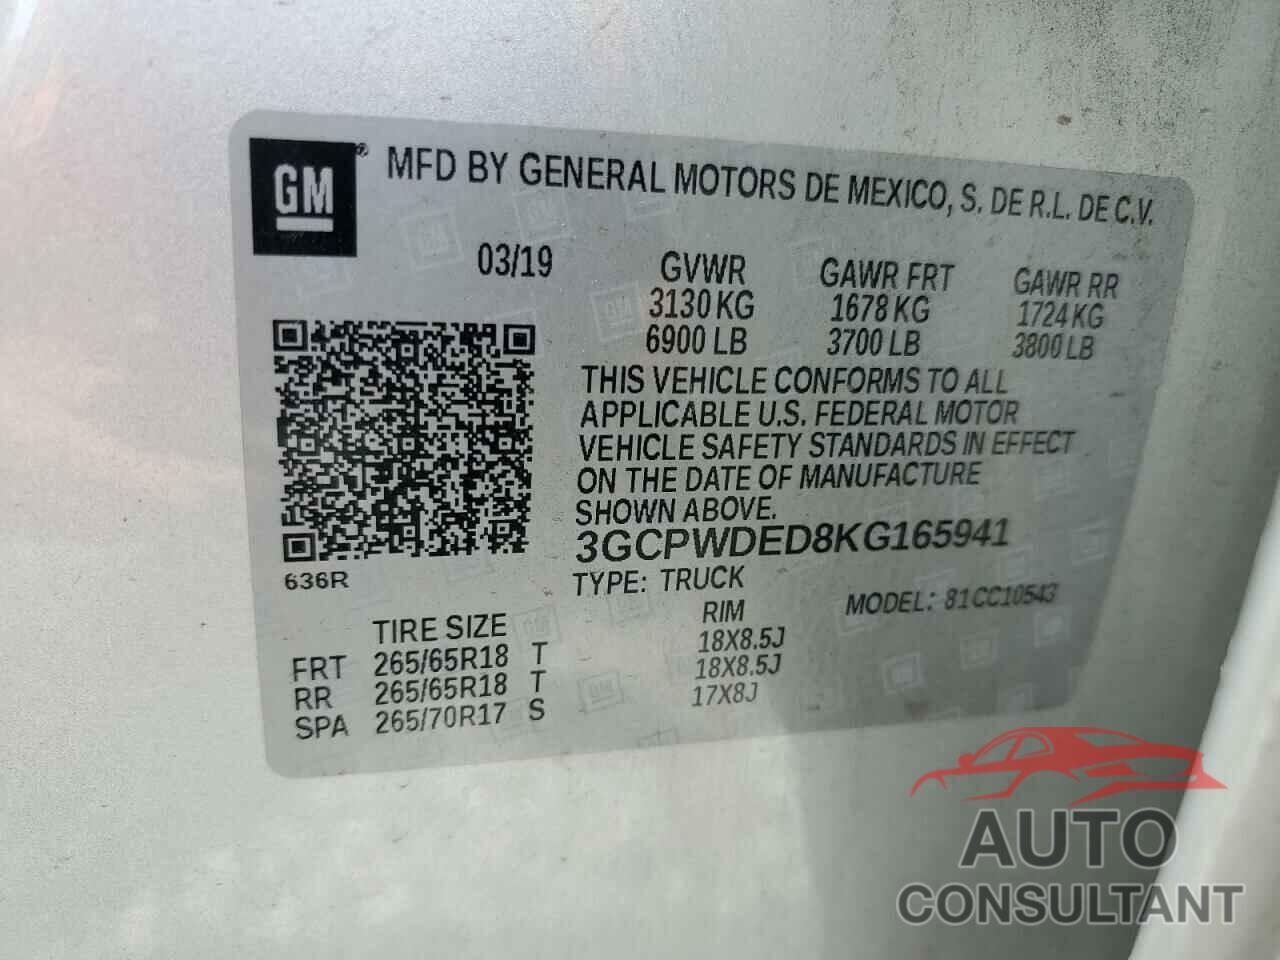 GM®
MFD BY GENERAL MOTORS DE MEXICO, S. DE R.L. DE C.V.
03/19
GVWR GAWR FRT GAWR RR
3130 KG 1678 KG 1724 KG
6900 LB 3700 LB 3800 LB
THIS VEHICLE CONFORMS TO ALL
APPLICABLE U.S. FEDERAL MOTOR
VEHICLE SAFETY STANDARDS IN EFFECT
ON THE DATE OF MANUFACTURE
SHOWN ABOVE.
3GCPWDED8KG165941
636R
TYPE: TRUCK MODEL: 81CC10543
TIRE SIZE RIM
FRT 265/65R18 T 18X8.5J
RR 265/65R18 T 18X8.5J
SPA 265/70R17 S 17X8J
AUTO
CONSULTANT